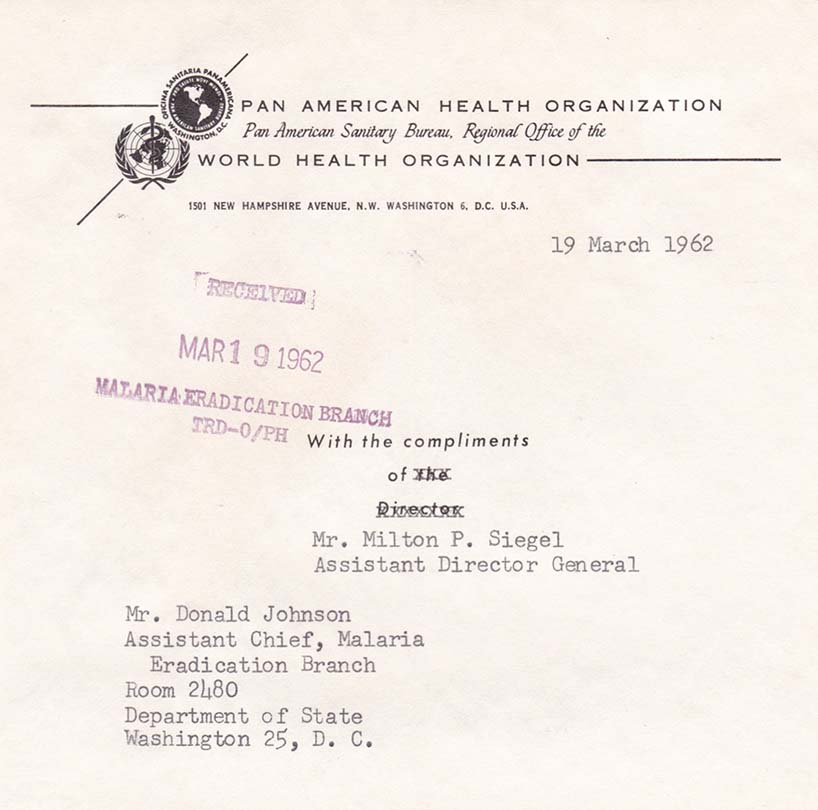 OFICINA SANITARIA PANAMERICANA
WASHINGTON, D.C.
PAN AMERICAN HEALTH ORGANIZATION
Pan American Sanitary Bureau, Regional Office of the
WORLD HEALTH ORGANIZATION
1501 NEW HAMPSHIRE AVENUE, N.W. WASHINGTON 6, D.C. U.S.A.
19 March 1962
RECEIVED
MAR 19 1962
MALARIA ERADICATION BRANCH
TRD-O/PH
With the compliments
of the
Director
Mr. Milton P. Siegel
Assistant Director General
Mr. Donald Johnson
Assistant Chief, Malaria
Eradication Branch
Room 2480
Department of State
Washington 25, D. C.